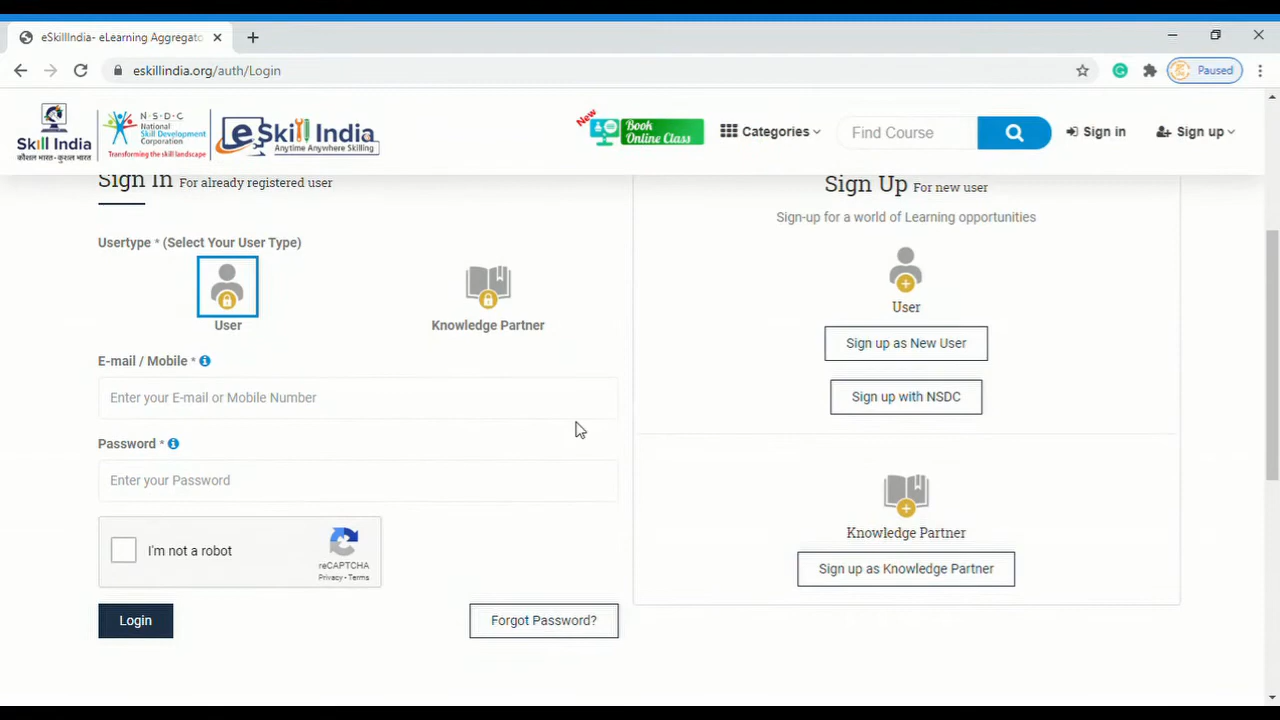 eSkillIndia- eLearning Aggregato
eskillindia.org/auth/Login
Paused
Skill India
कौशल भारत - कुशल भारत
N·S·D·C
National
Skill Development
Corporation
Transforming the skill landscape
eSkill India
Anytime Anywhere Skilling
New
Book
Online Class
Categories
Find Course
Sign in
Sign up
Sign In For already registered user
Usertype * (Select Your User Type)
User
Knowledge Partner
E-mail / Mobile *
Enter your E-mail or Mobile Number
Password *
Enter your Password
I'm not a robot
reCAPTCHA
Privacy - Terms
Login
Forgot Password?
Sign Up For new user
Sign-up for a world of Learning opportunities
User
Sign up as New User
Sign up with NSDC
Knowledge Partner
Sign up as Knowledge Partner